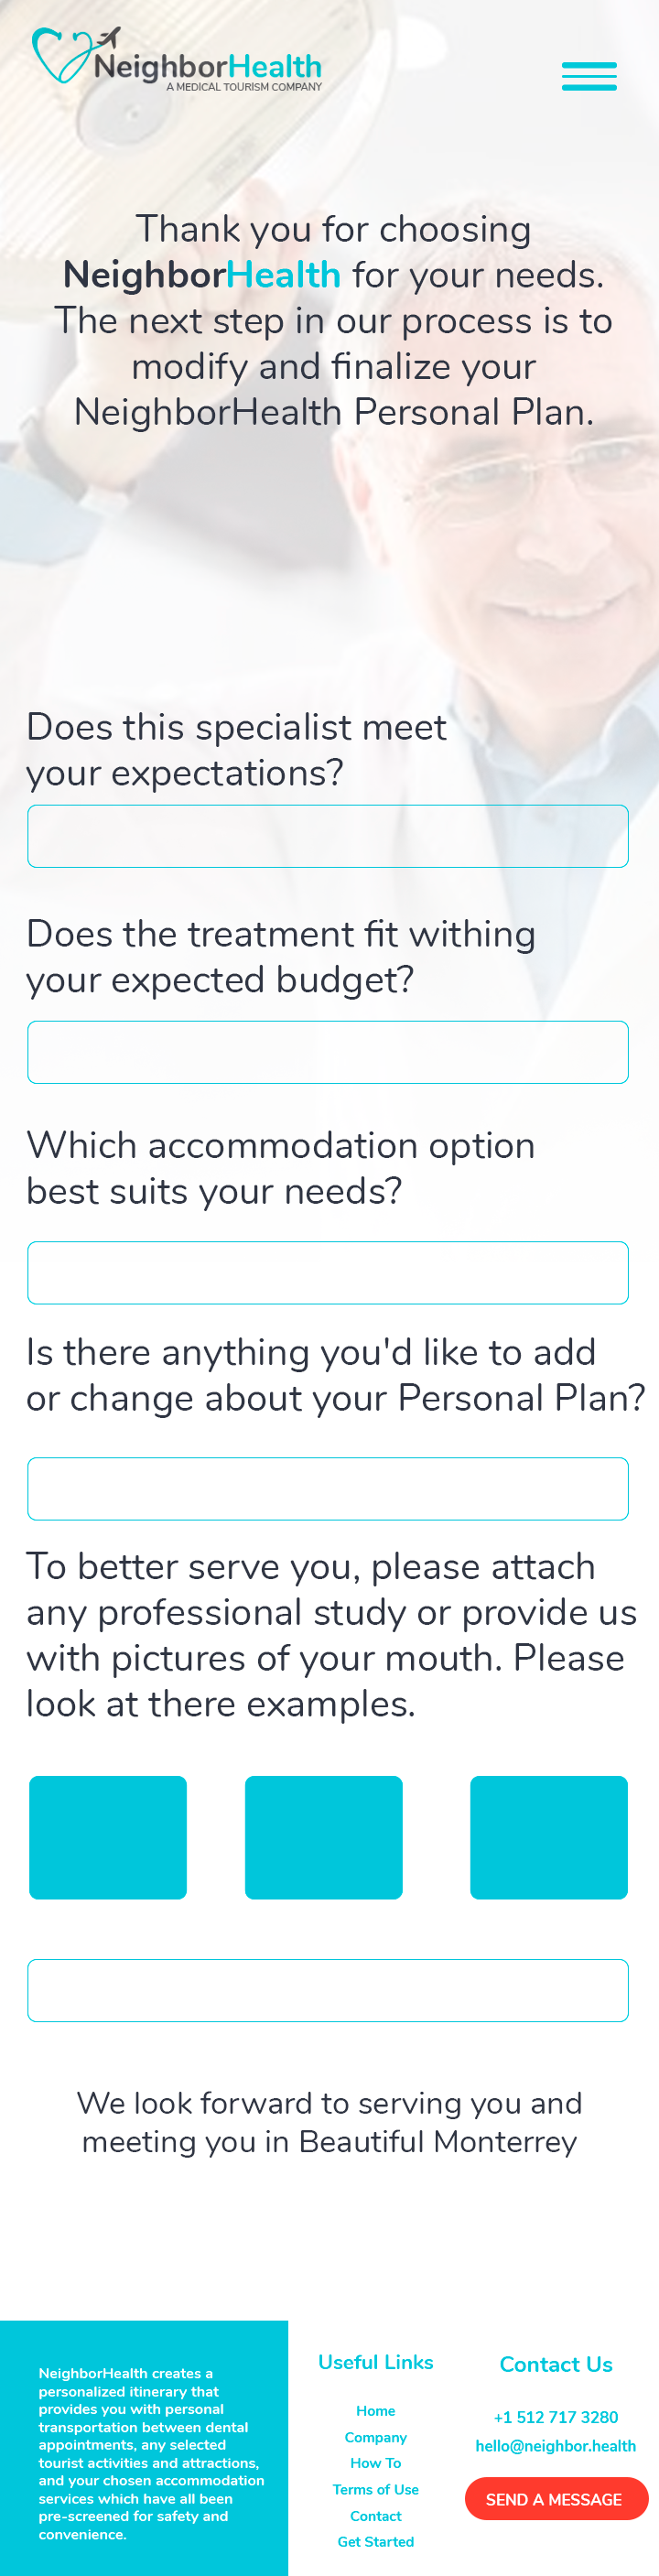 NeighborHealth
A MEDICAL TOURISM COMPANY
Thank you for choosing
NeighborHealth for your needs.
The next step in our process is to
modify and finalize your
NeighborHealth Personal Plan.
Does this specialist meet
your expectations?
Does the treatment fit withing
your expected budget?
Which accommodation option
best suits your needs?
Is there anything you'd like to add
or change about your Personal Plan?
To better serve you, please attach
any professional study or provide us
with pictures of your mouth. Please
look at there examples.
We look forward to serving you and
meeting you in Beautiful Monterrey
NeighborHealth creates a
personalized itinerary that
provides you with personal
transportation between dental
appointments, any selected
tourist activities and attractions,
and your chosen accommodation
services which have all been
pre-screened for safety and
convenience.
Useful Links
Home
Company
How To
Terms of Use
Contact
Get Started
Contact Us
+1 512 717 3280
hello@neighbor.health
SEND A MESSAGE